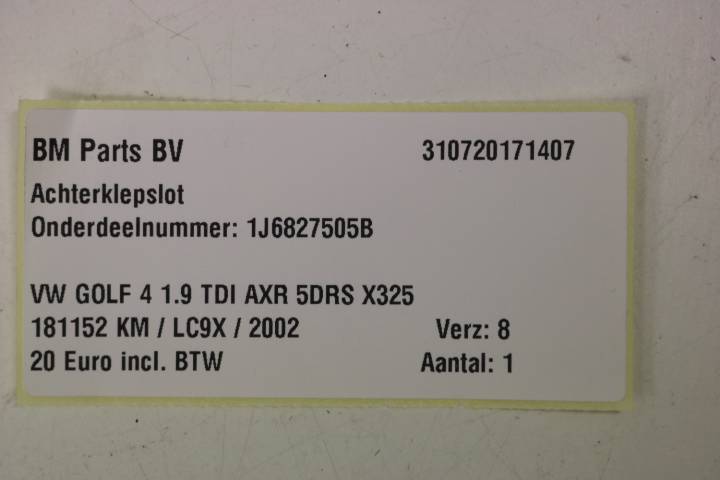 BM Parts BV 310720171407
Achterklepslot
Onderdeelnummer: 1J6827505B
VW GOLF 4 1.9 TDI AXR 5DRS X325
181152 KM / LC9X / 2002 Verz: 8
20 Euro incl. BTW Aantal: 1